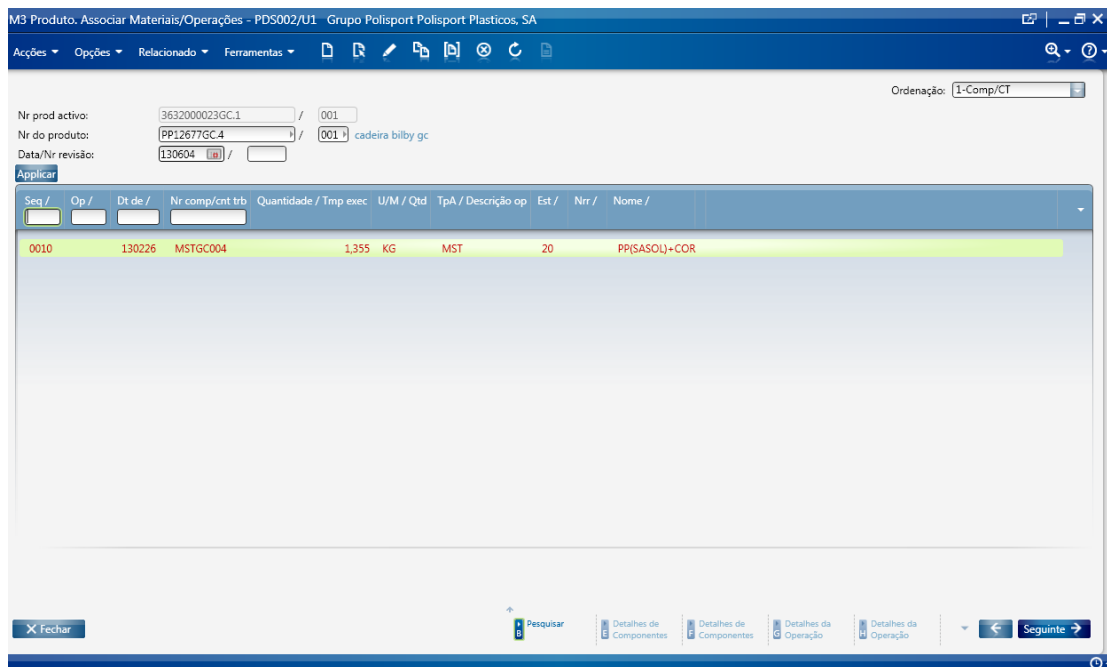 M3 Produto. Associar Materiais/Operações - PDS002/U1 Grupo Polisport Polisport Plasticos, SA
Acções Opções Relacionado Ferramentas
Ordenação: 1-Comp/CT
Nr prod activo: 3632000023GC.1 / 001
Nr do produto: PP12677GC.4 / 001 cadeira bilby gc
Data/Nr revisão: 130604 /
Applicar
Seq / Op / Dt de / Nr comp/cnt trb Quantidade / Tmp exec U/M / Qtd TpA / Descrição op Est / Nrr / Nome /
0010 130226 MSTGC004 1,355 KG MST 20 PP(SASOL)+COR
X Fechar B Pesquisar E Detalhes de Componentes F Detalhes de Componentes G Detalhes da Operação H Detalhes da Operação Seguinte